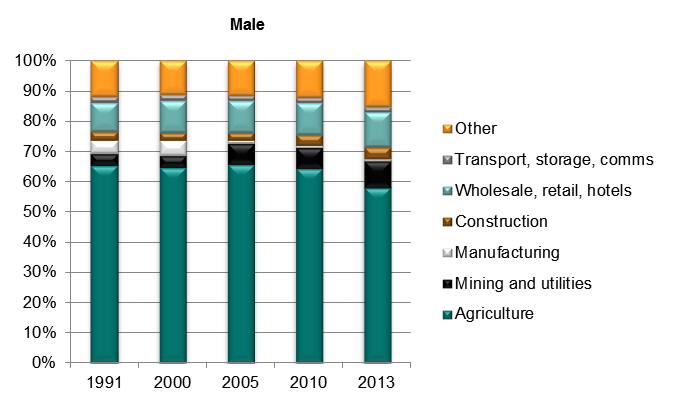 Male
100%
90%
80%
70%
60%
50%
40%
30%
20%
10%
0%
1991 2000 2005 2010 2013
Other
Transport, storage, comms
Wholesale, retail, hotels
Construction
Manufacturing
Mining and utilities
Agriculture